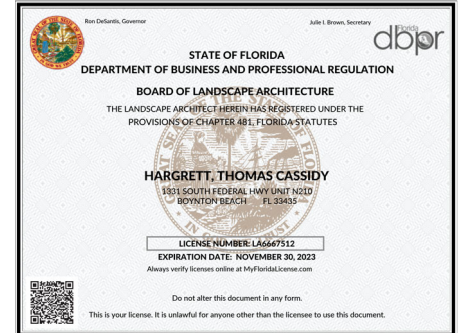 Ron DeSantis, Governor
Julie I. Brown, Secretary
Florida
dbpr
STATE OF FLORIDA
DEPARTMENT OF BUSINESS AND PROFESSIONAL REGULATION
BOARD OF LANDSCAPE ARCHITECTURE
THE LANDSCAPE ARCHITECT HEREIN HAS REGISTERED UNDER THE
PROVISIONS OF CHAPTER 481, FLORIDA STATUTES
HARGRETT, THOMAS CASSIDY
1331 SOUTH FEDERAL HWY UNIT N210
BOYNTON BEACH FL 33435
LICENSE NUMBER: LA6667512
EXPIRATION DATE: NOVEMBER 30, 2023
Always verify licenses online at MyFloridaLicense.com
Do not alter this document in any form.
This is your license. It is unlawful for anyone other than the licensee to use this document.